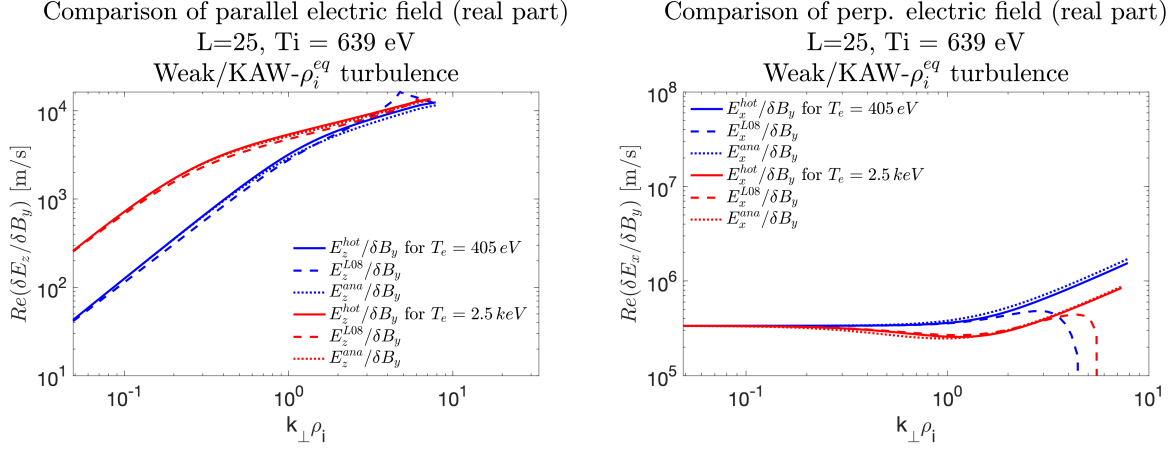 Comparison of parallel electric field (real part)
L=25, Ti = 639 eV
Weak/KAW-ρ_i^{eq} turbulence
Re(δE_z/δB_y) [m/s]
10^4
10^3
10^2
10^1
E_z^{hot}/δB_y for T_e = 405 eV
E_z^{L08}/δB_y
E_z^{ana}/δB_y
E_z^{hot}/δB_y for T_e = 2.5 keV
E_z^{L08}/δB_y
E_z^{ana}/δB_y
10^{-1}
10^0
10^1
k_⊥ρ_i
Comparison of perp. electric field (real part)
L=25, Ti = 639 eV
Weak/KAW-ρ_i^{eq} turbulence
Re(δE_x/δB_y) [m/s]
10^8
10^7
10^6
10^5
E_x^{hot}/δB_y for T_e = 405 eV
E_x^{L08}/δB_y
E_x^{ana}/δB_y
E_x^{hot}/δB_y for T_e = 2.5 keV
E_x^{L08}/δB_y
E_x^{ana}/δB_y
10^{-1}
10^0
10^1
k_⊥ρ_i